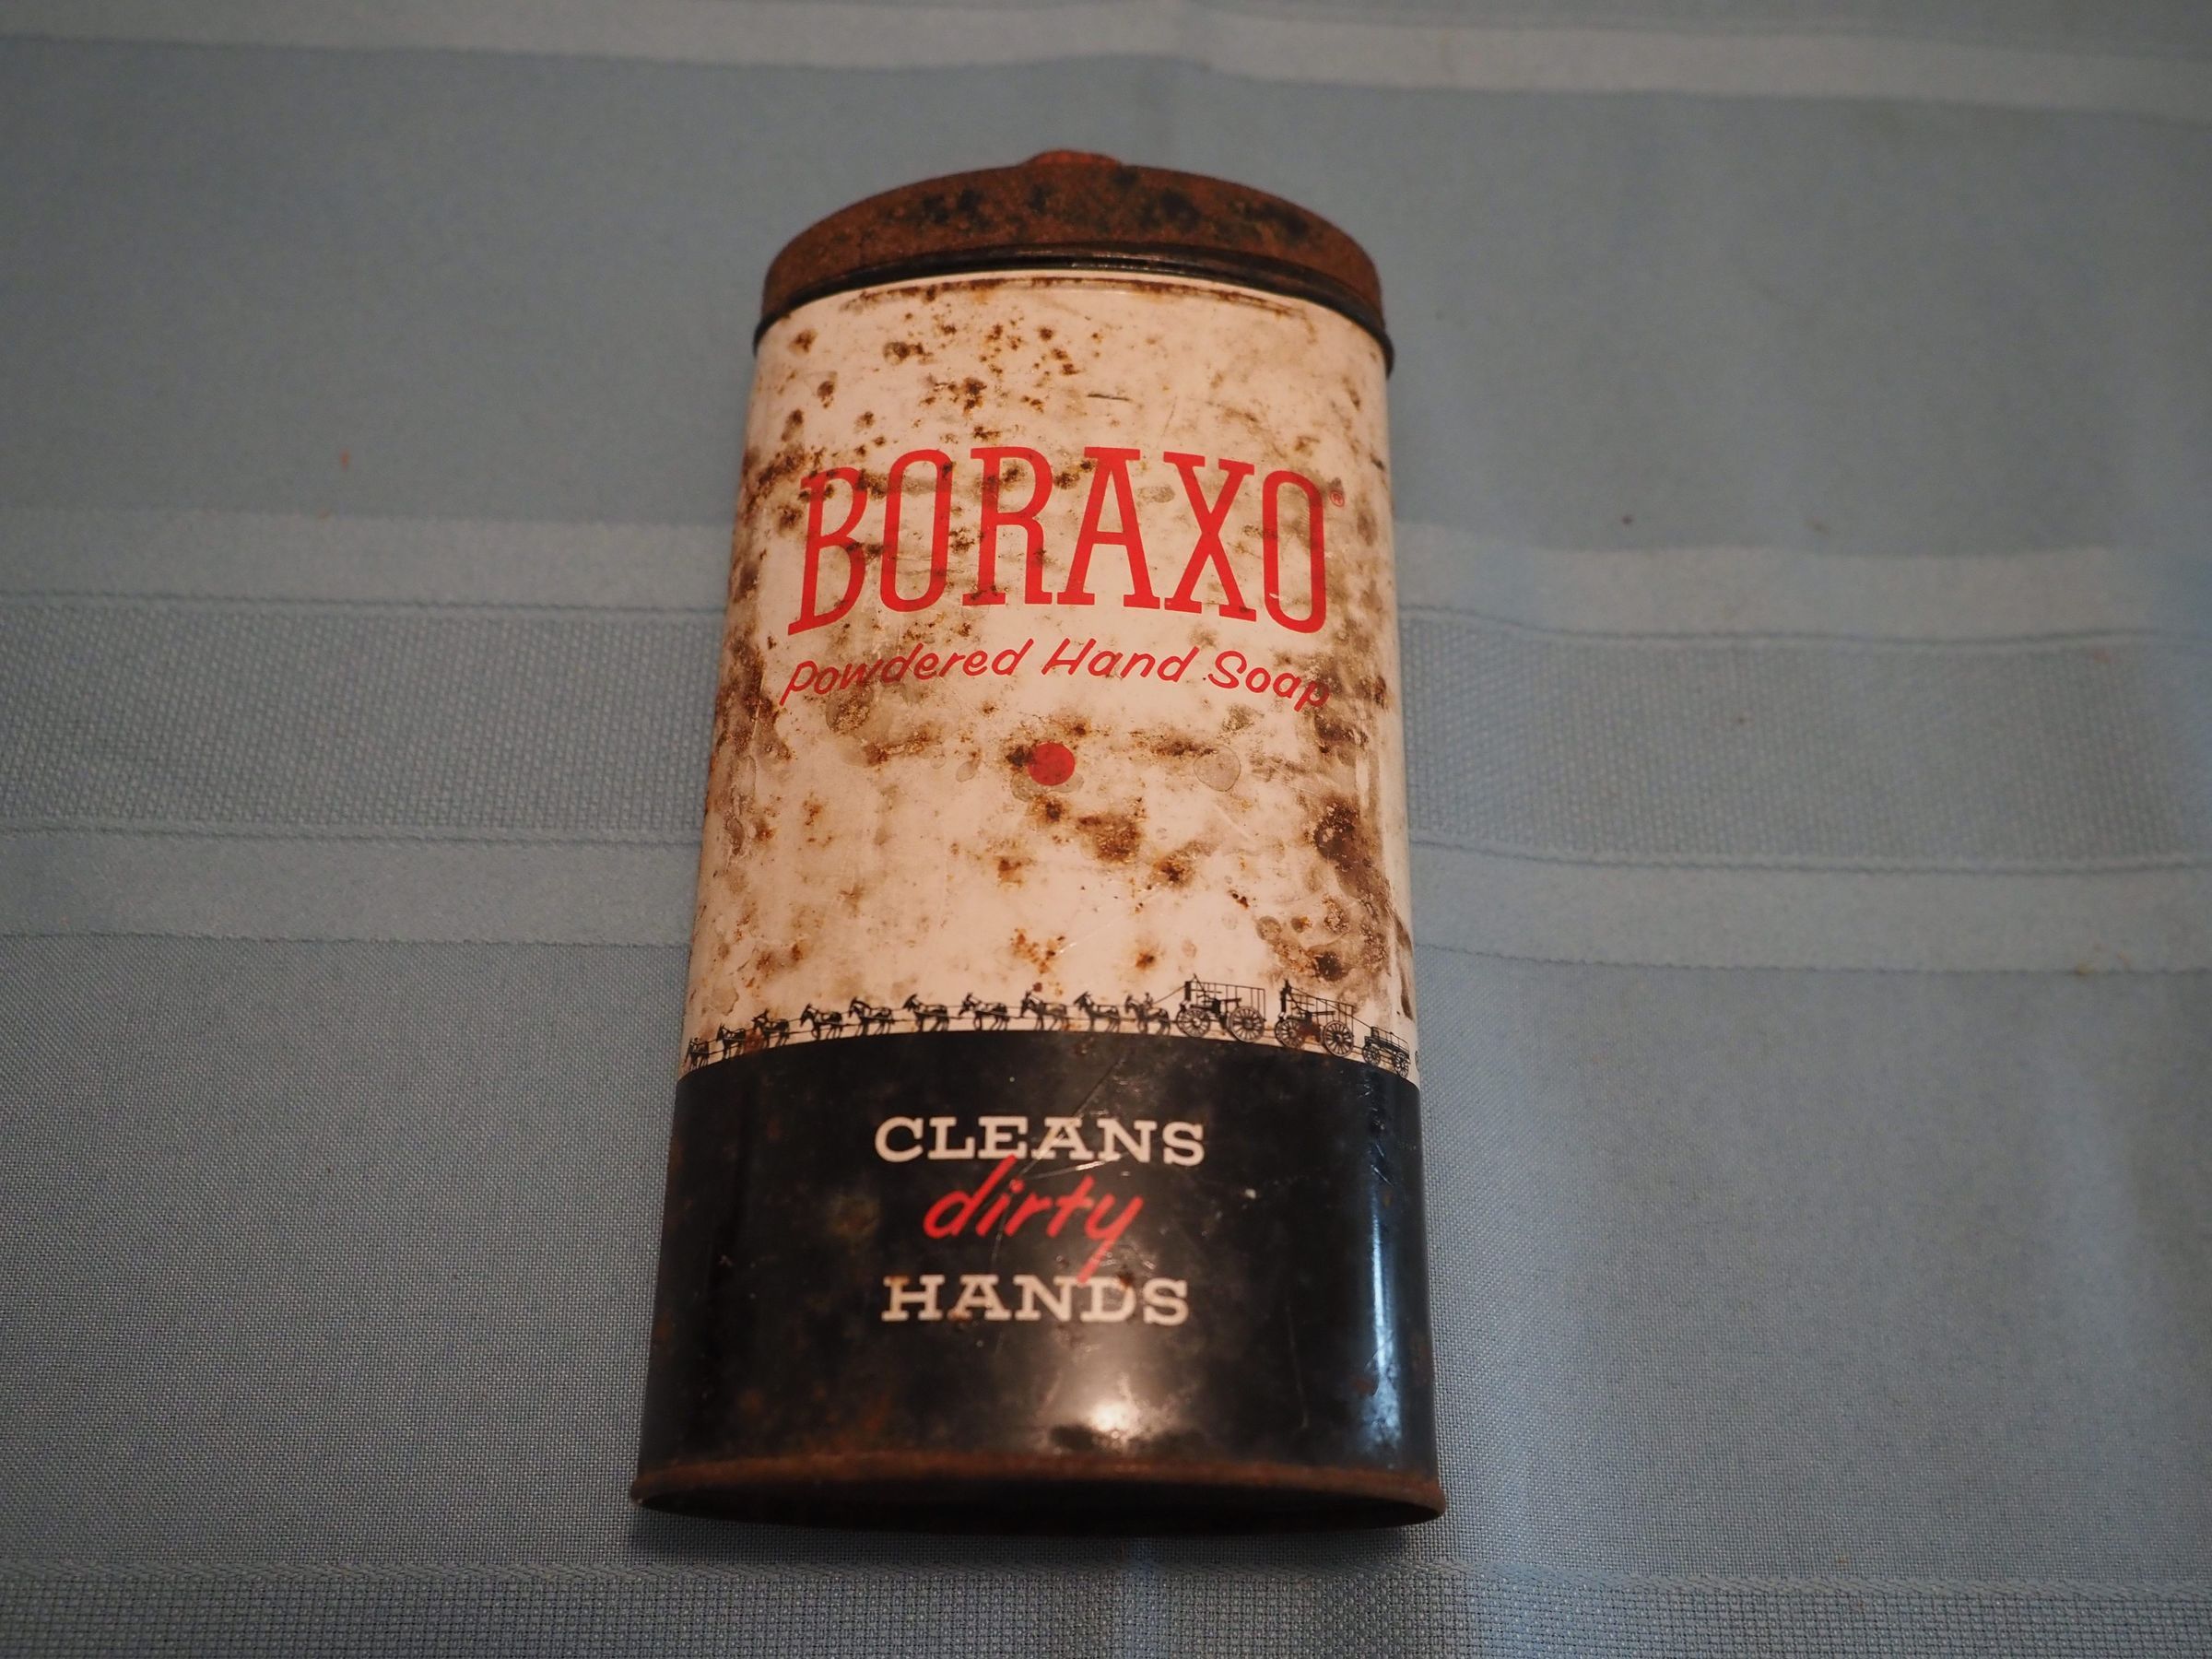 BORAXO®
Powdered Hand Soap
CLEANS
dirty
HANDS